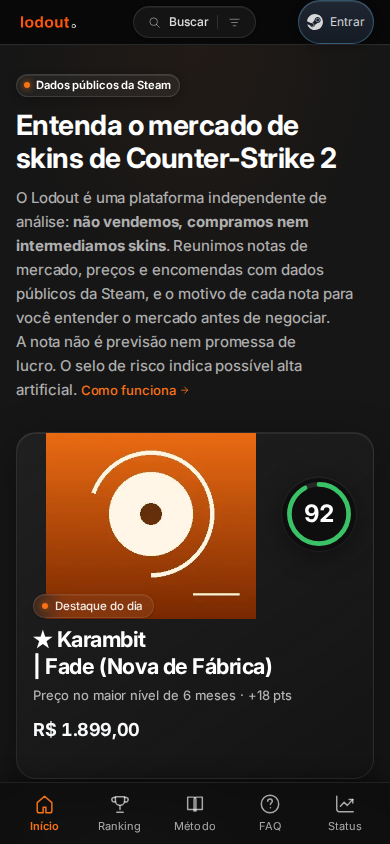 lodout.
Buscar
Entrar
Dados públicos da Steam
Entenda o mercado de
skins de Counter-Strike 2
O Lodout é uma plataforma independente de
análise: não vendemos, compramos nem
intermediamos skins. Reunimos notas de
mercado, preços e encomendas com dados
públicos da Steam, e o motivo de cada nota para
você entender o mercado antes de negociar.
A nota não é previsão nem promessa de
lucro. O selo de risco indica possível alta
artificial. Como funciona →
92
Destaque do dia
★ Karambit
| Fade (Nova de Fábrica)
Preço no maior nível de 6 meses · +18 pts
R$ 1.899,00
Início
Ranking
Método
FAQ
Status